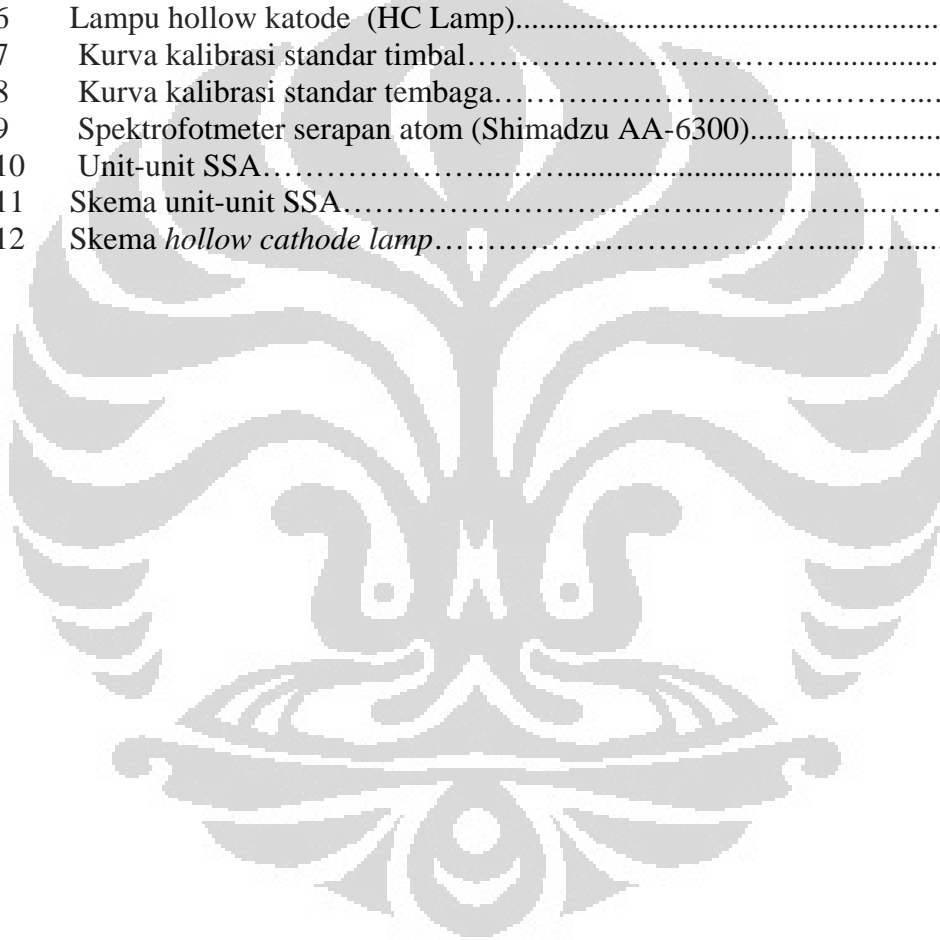 6 Lampu hollow katode (HC Lamp)...........................................................
7 Kurva kalibrasi standar timbal……………………………......................
8 Kurva kalibrasi standar tembaga…………………………………….....
9 Spektrofotmeter serapan atom (Shimadzu AA-6300)..........................
10 Unit-unit SSA…………………...……................................................
11 Skema unit-unit SSA……………………………….…………….……
12 Skema hollow cathode lamp………………………………….....…....